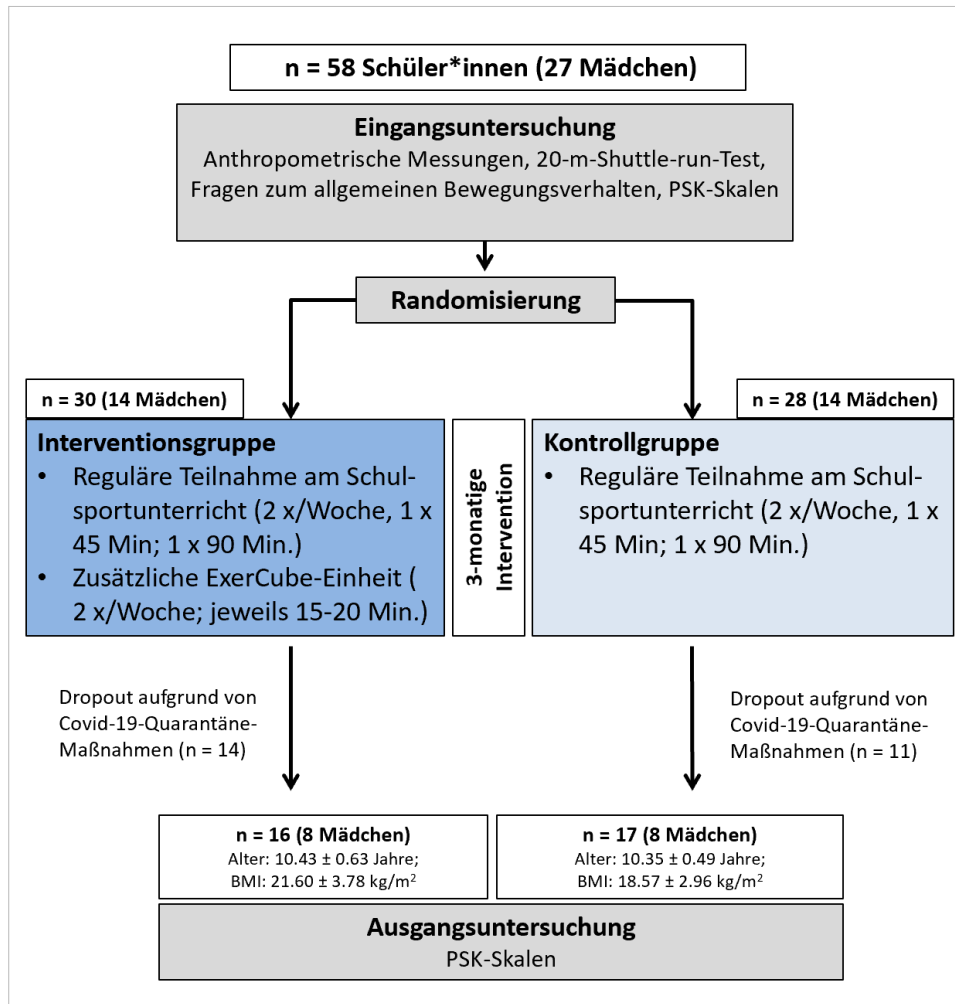 n = 58 Schüler*innen (27 Mädchen)
Eingangsuntersuchung
Anthropometrische Messungen, 20-m-Shuttle-run-Test,
Fragen zum allgemeinen Bewegungsverhalten, PSK-Skalen
Randomisierung
n = 30 (14 Mädchen)
n = 28 (14 Mädchen)
Interventionsgruppe
• Reguläre Teilnahme am Schul-
sportunterricht (2 x/Woche, 1 x
45 Min; 1 x 90 Min.)
• Zusätzliche ExerCube-Einheit (
2 x/Woche; jeweils 15-20 Min.)
3-monatige
Intervention
Kontrollgruppe
• Reguläre Teilnahme am Schul-
sportunterricht (2 x/Woche, 1 x
45 Min; 1 x 90 Min.)
Dropout aufgrund von
Covid-19-Quarantäne-
Maßnahmen (n = 14)
Dropout aufgrund von
Covid-19-Quarantäne-
Maßnahmen (n = 11)
n = 16 (8 Mädchen)
Alter: 10.43 ± 0.63 Jahre;
BMI: 21.60 ± 3.78 kg/m²
n = 17 (8 Mädchen)
Alter: 10.35 ± 0.49 Jahre;
BMI: 18.57 ± 2.96 kg/m²
Ausgangsuntersuchung
PSK-Skalen